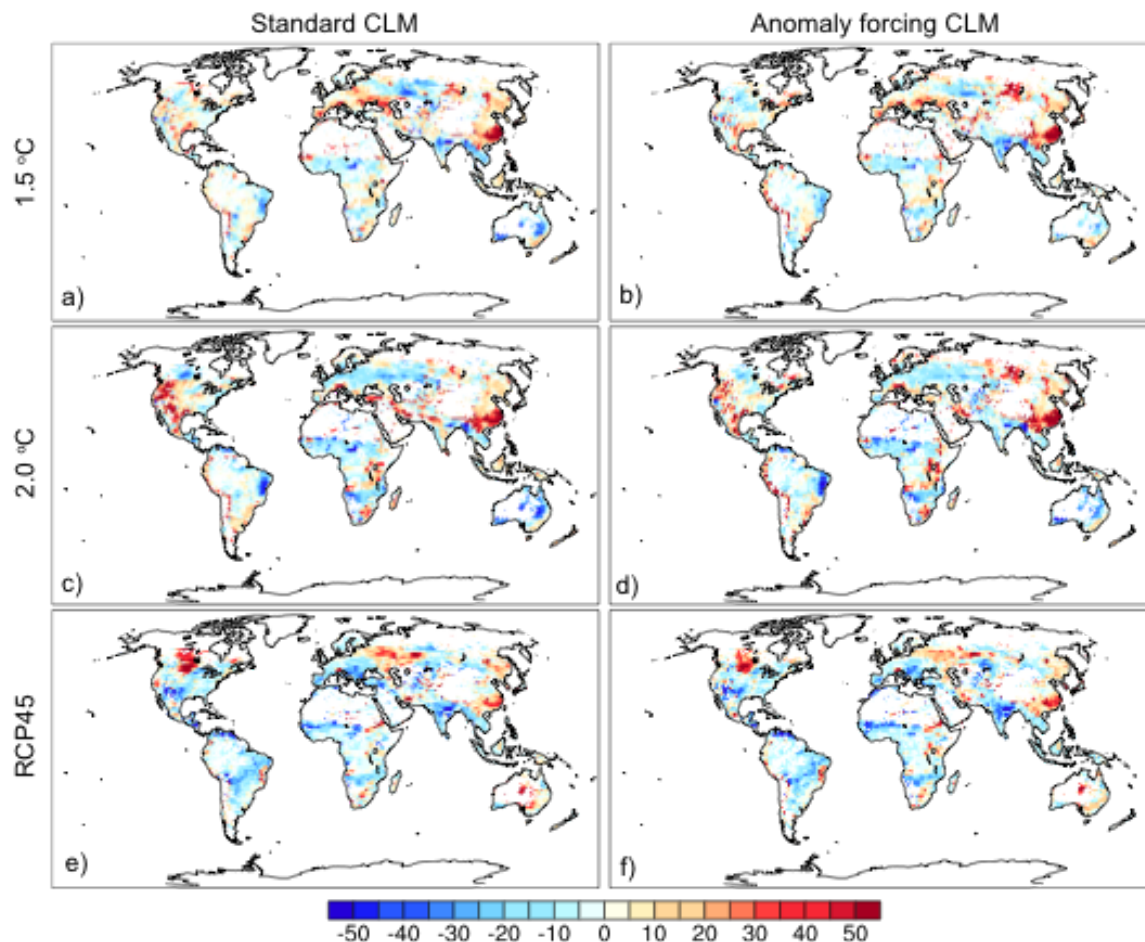 Standard CLM Anomaly forcing CLM
1.5 °C
a) b)
2.0 °C
c) d)
RCP45
e) f)
-50 -40 -30 -20 -10 0 10 20 30 40 50